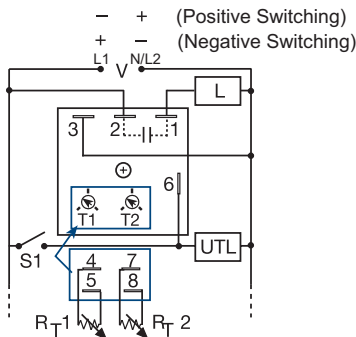 − + (Positive Switching)
+ − (Negative Switching)
L1 V N/L2
L
3 2 1
6
T1 T2
S1 UTL
4 7
5 8
RT1 RT2